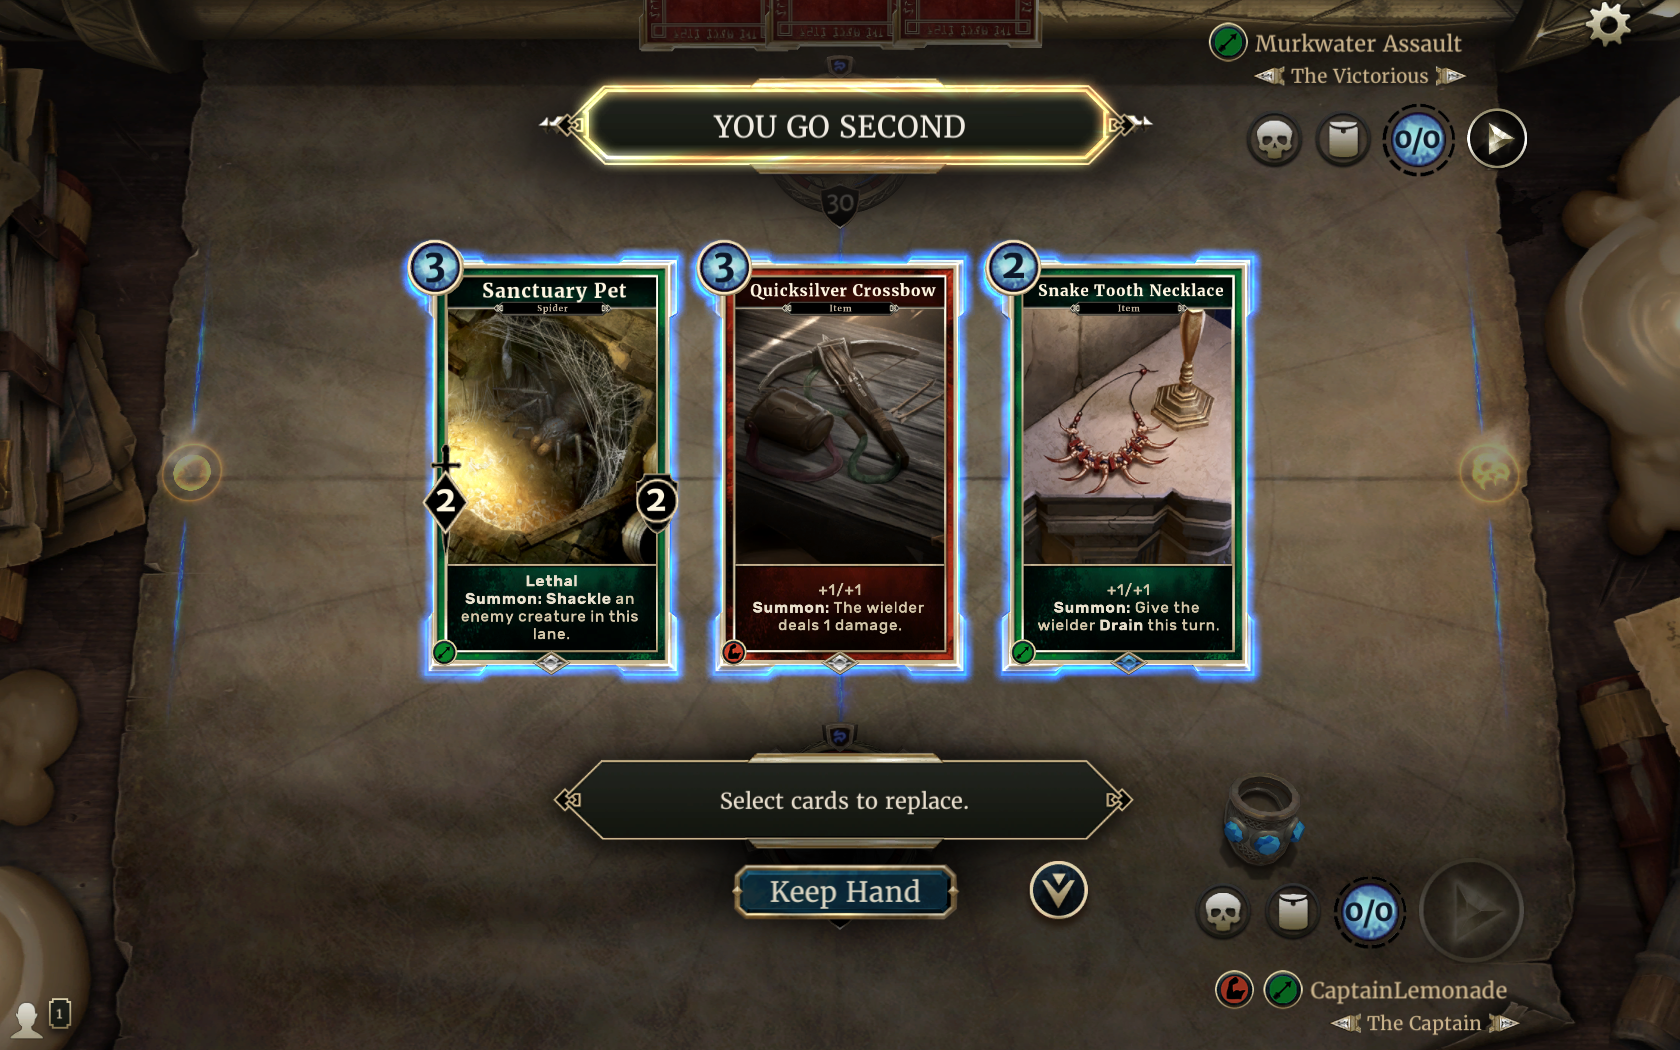 Murkwater Assault
The Victorious
0/0
YOU GO SECOND
30
3
Sanctuary Pet
Spider
2
2
Lethal
Summon: Shackle an
enemy creature in this
lane.
3
Quicksilver Crossbow
Item
+1/+1
Summon: The wielder
deals 1 damage.
2
Snake Tooth Necklace
Item
+1/+1
Summon: Give the
wielder Drain this turn.
Select cards to replace.
Keep Hand
0/0
CaptainLemonade
The Captain
1